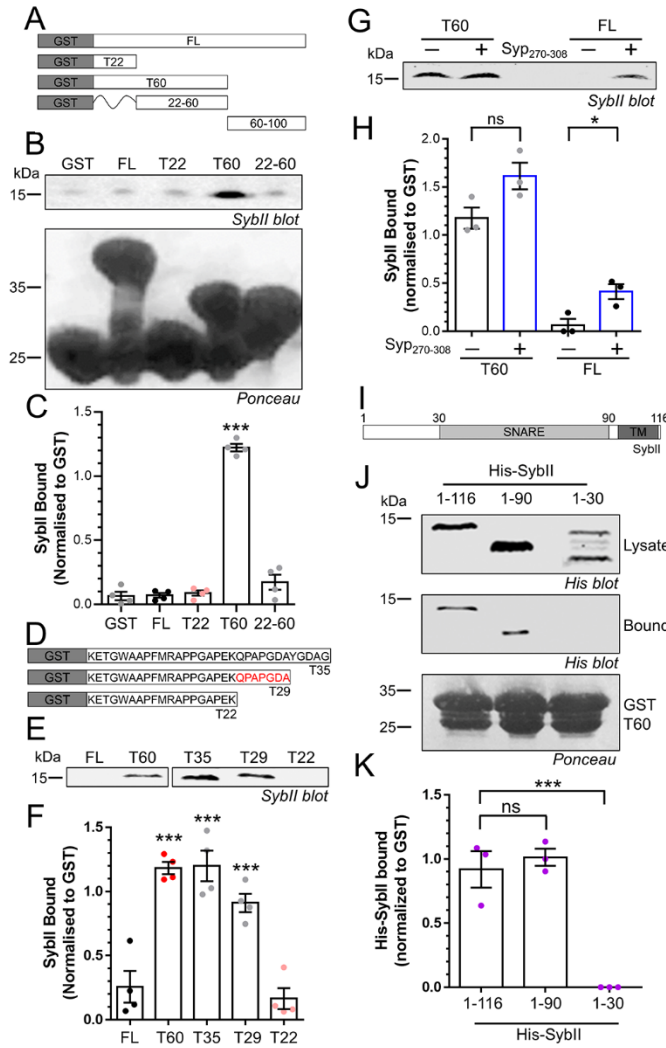 A
GST FL
GST T22
GST T60
GST 22-60
60-100
B
kDa
GST FL T22 T60 22-60
15
SybII blot
35
25
Ponceau
C
SybII Bound
(Normalised to GST)
1.5
1.0
0.5
0.0
***
GST FL T22 T60 22-60
D
GST KETGWAAPFMRAPPGAPEKQPAPGDAYGDAG
T35
GST KETGWAAPFMRAPPGAPEKQPAPGDA
T29
GST KETGWAAPFMRAPPGAPEK
T22
E
kDa
FL T60 T35 T29 T22
15
SybII blot
F
SybII Bound
(Normalised to GST)
1.5
1.0
0.5
0.0
*** *** ***
FL T60 T35 T29 T22
G
T60 FL
kDa − + Syp270-308 − +
15
SybII blot
H
SybII Bound
(normalised to GST)
2.0
1.5
1.0
0.5
0.0
ns *
Syp270-308 − + − +
T60 FL
I
1 30 90 116
SNARE TM
SybII
J
His-SybII
kDa 1-116 1-90 1-30
15
Lysate
His blot
15
Bound
His blot
35
25
GST
T60
Ponceau
K
His-SybII bound
(normalized to GST)
1.5
1.0
0.5
0.0
***
ns
1-116 1-90 1-30
His-SybII